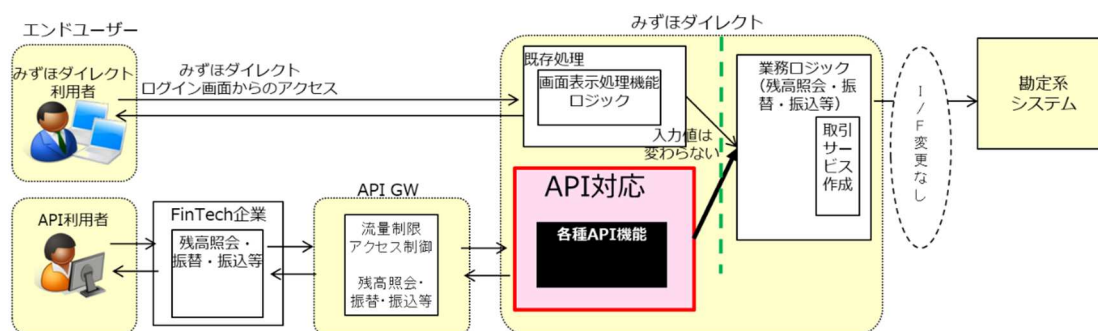 エンドユーザー
みずほダイレクト
利用者
みずほダイレクト
ログイン画面からのアクセス
みずほダイレクト
既存処理
画面表示処理機能
ロジック
入力値は
変わらない
業務ロジック
(残高照会・振
替・振込等)
取引
サー
ビス
作成
I/F変更なし
勘定系
システム
API利用者
FinTech企業
残高照会・
振替・振込等
API GW
流量制限
アクセス制御
残高照会・
振替・振込等
API対応
各種API機能